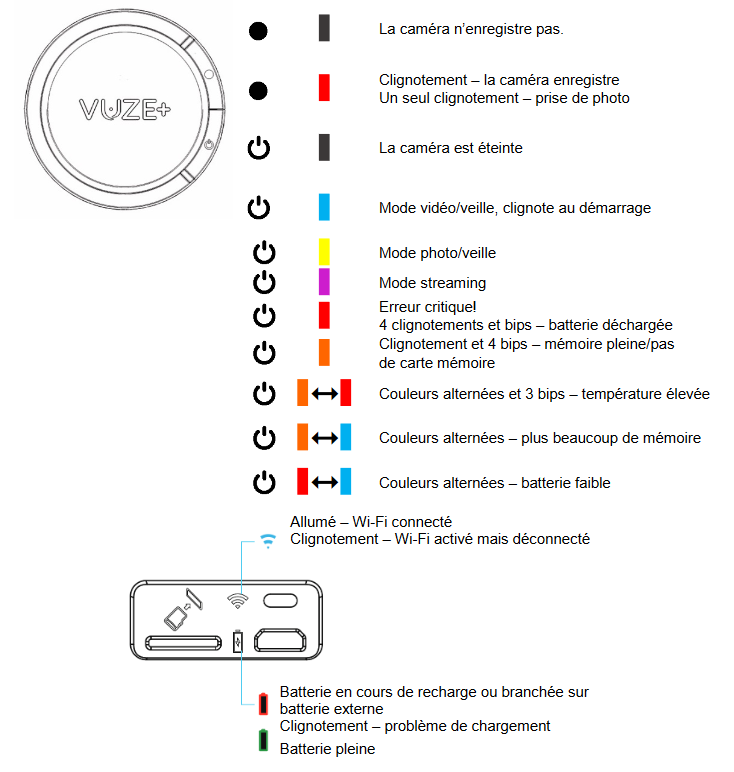 VUZE+
La caméra n'enregistre pas.
Clignotement – la caméra enregistre
Un seul clignotement – prise de photo
La caméra est éteinte
Mode vidéo/veille, clignote au démarrage
Mode photo/veille
Mode streaming
Erreur critique!
4 clignotements et bips – batterie déchargée
Clignotement et 4 bips – mémoire pleine/pas
de carte mémoire
Couleurs alternées et 3 bips – température élevée
Couleurs alternées – plus beaucoup de mémoire
Couleurs alternées – batterie faible
Allumé – Wi-Fi connecté
Clignotement – Wi-Fi activé mais déconnecté
Batterie en cours de recharge ou branchée sur
batterie externe
Clignotement – problème de chargement
Batterie pleine